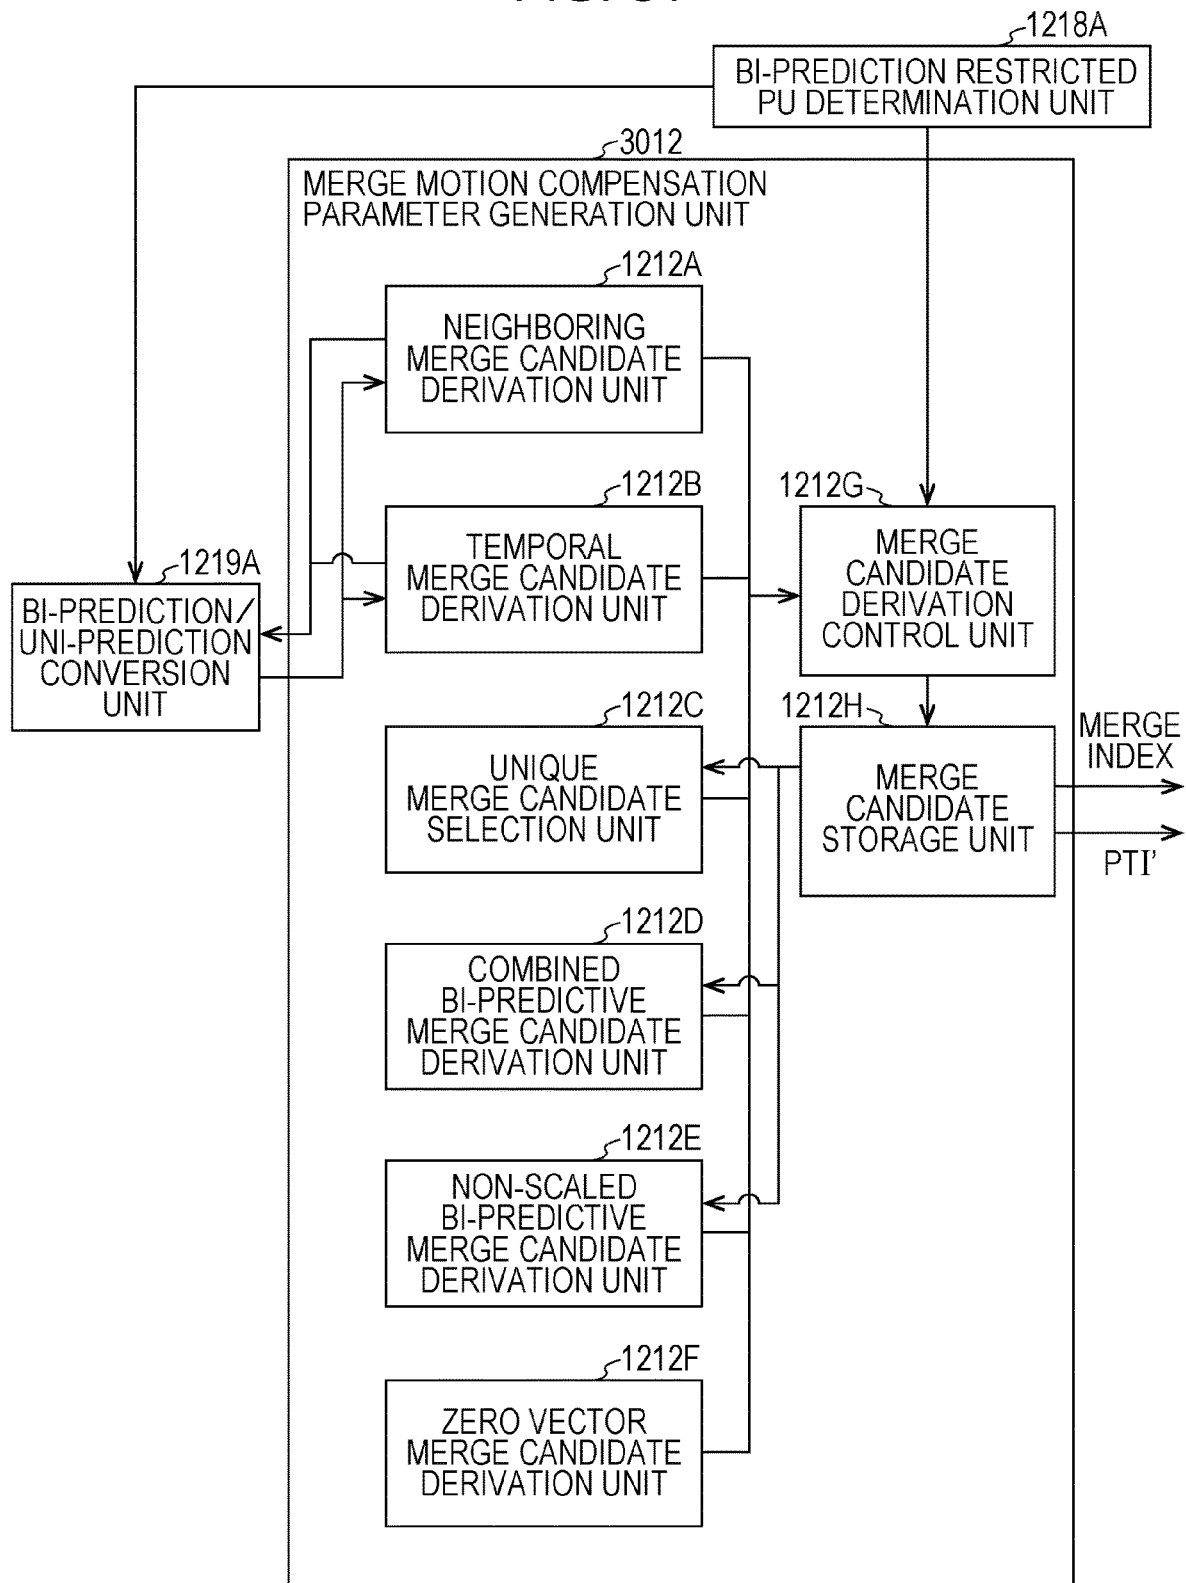 1218A
BI-PREDICTION RESTRICTED
PU DETERMINATION UNIT
3012
MERGE MOTION COMPENSATION
PARAMETER GENERATION UNIT
1212A
NEIGHBORING
MERGE CANDIDATE
DERIVATION UNIT
1212B
TEMPORAL
MERGE CANDIDATE
DERIVATION UNIT
1212G
MERGE
CANDIDATE
DERIVATION
CONTROL UNIT
1219A
BI-PREDICTION/
UNI-PREDICTION
CONVERSION
UNIT
1212C
UNIQUE
MERGE CANDIDATE
SELECTION UNIT
1212H
MERGE
CANDIDATE
STORAGE UNIT
MERGE
INDEX
PTI'
1212D
COMBINED
BI-PREDICTIVE
MERGE CANDIDATE
DERIVATION UNIT
1212E
NON-SCALED
BI-PREDICTIVE
MERGE CANDIDATE
DERIVATION UNIT
1212F
ZERO VECTOR
MERGE CANDIDATE
DERIVATION UNIT